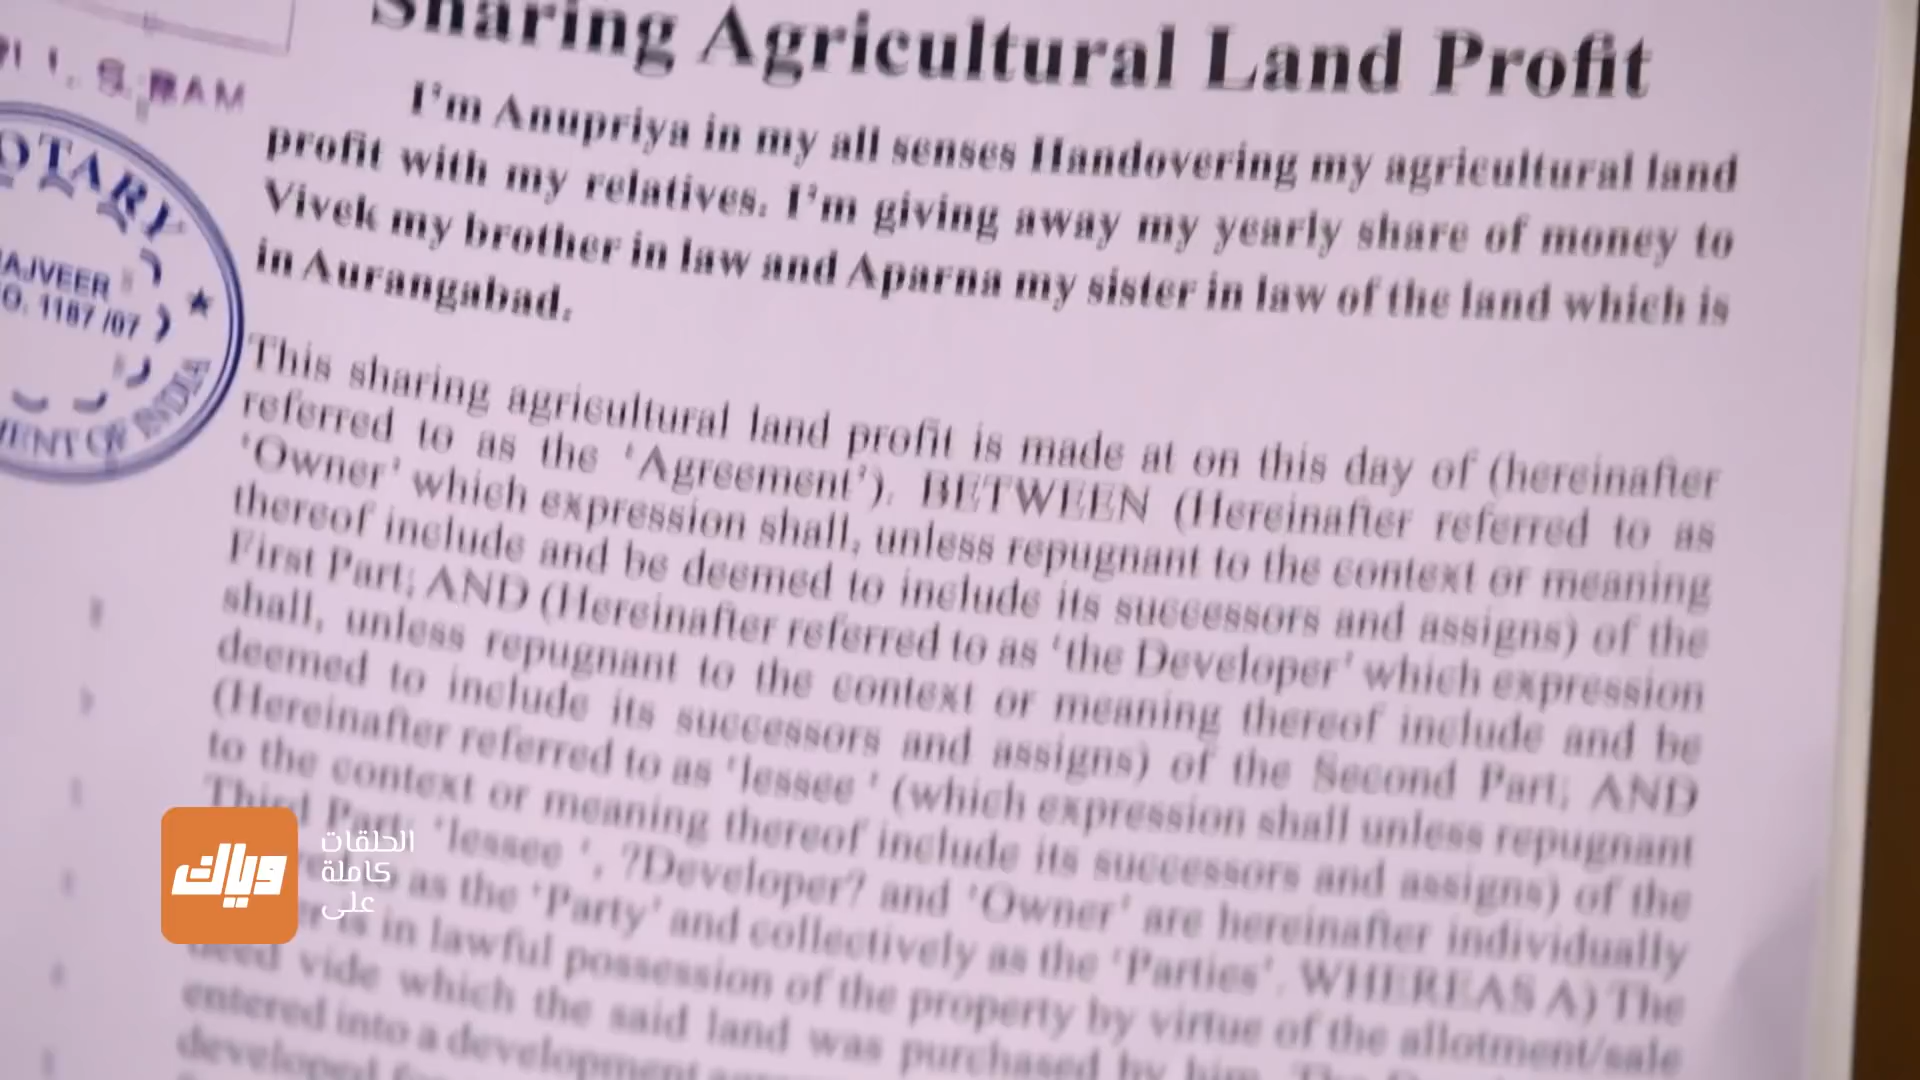 Sharing Agricultural Land Profit
I'm Anupriya in my all senses Handovering my agricultural land
profit with my relatives. I'm giving away my yearly share of money to
Vivek my brother in law and Aparna my sister in law of the land which is
in Aurangabad.
This sharing agricultural land profit is made at on this day of (hereinafter
referred to as the 'Agreement'). BETWEEN (Hereinafter referred to as
'Owner' which expression shall, unless repugnant to the context or meaning
thereof include and be deemed to include its successors and assigns) of the
First Part; AND (Hereinafter referred to as 'the Developer' which expression
shall, unless repugnant to the context or meaning thereof include and be
deemed to include its successors and assigns) of the Second Part; AND
(Hereinafter referred to as 'lessee ' (which expression shall unless repugnant
to the context or meaning thereof include its successors and assigns) of the
Third Part; 'lessee ', ?Developer? and 'Owner' are hereinafter individually
as the 'Party' and collectively as the 'Parties'. WHEREAS A) The
is in lawful possession of the property by virtue of the allotment/sale
deed vide which the said land was purchased by him. The
entered into a development
developed
OTARY
AJVEER
O. 1187 /07
MENT OF INDIA
وياك
الحلقات
كاملة
على